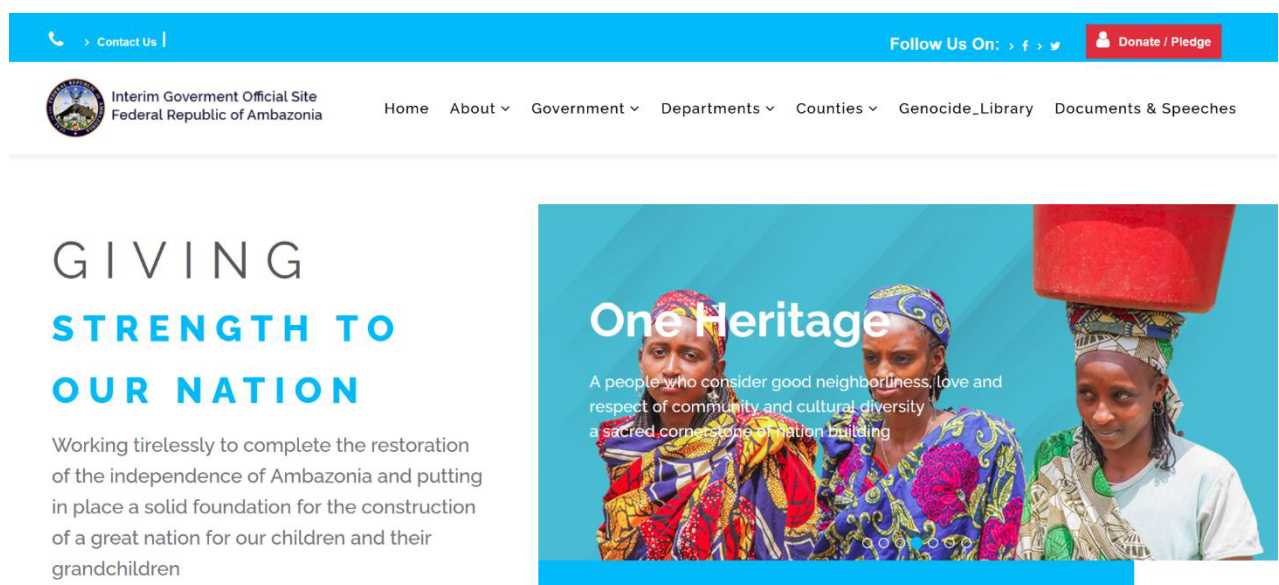 > Contact Us |
Follow Us On: > f >
Donate / Pledge
Interim Goverment Official Site
Federal Republic of Ambazonia
Home About Government Departments Counties Genocide_Library Documents & Speeches
GIVING
STRENGTH TO
OUR NATION
Working tirelessly to complete the restoration
of the independence of Ambazonia and putting
in place a solid foundation for the construction
of a great nation for our children and their
grandchildren
One Heritage
A people who consider good neighborliness, love and
respect of community and cultural diversity
a sacred cornerstone of nation building